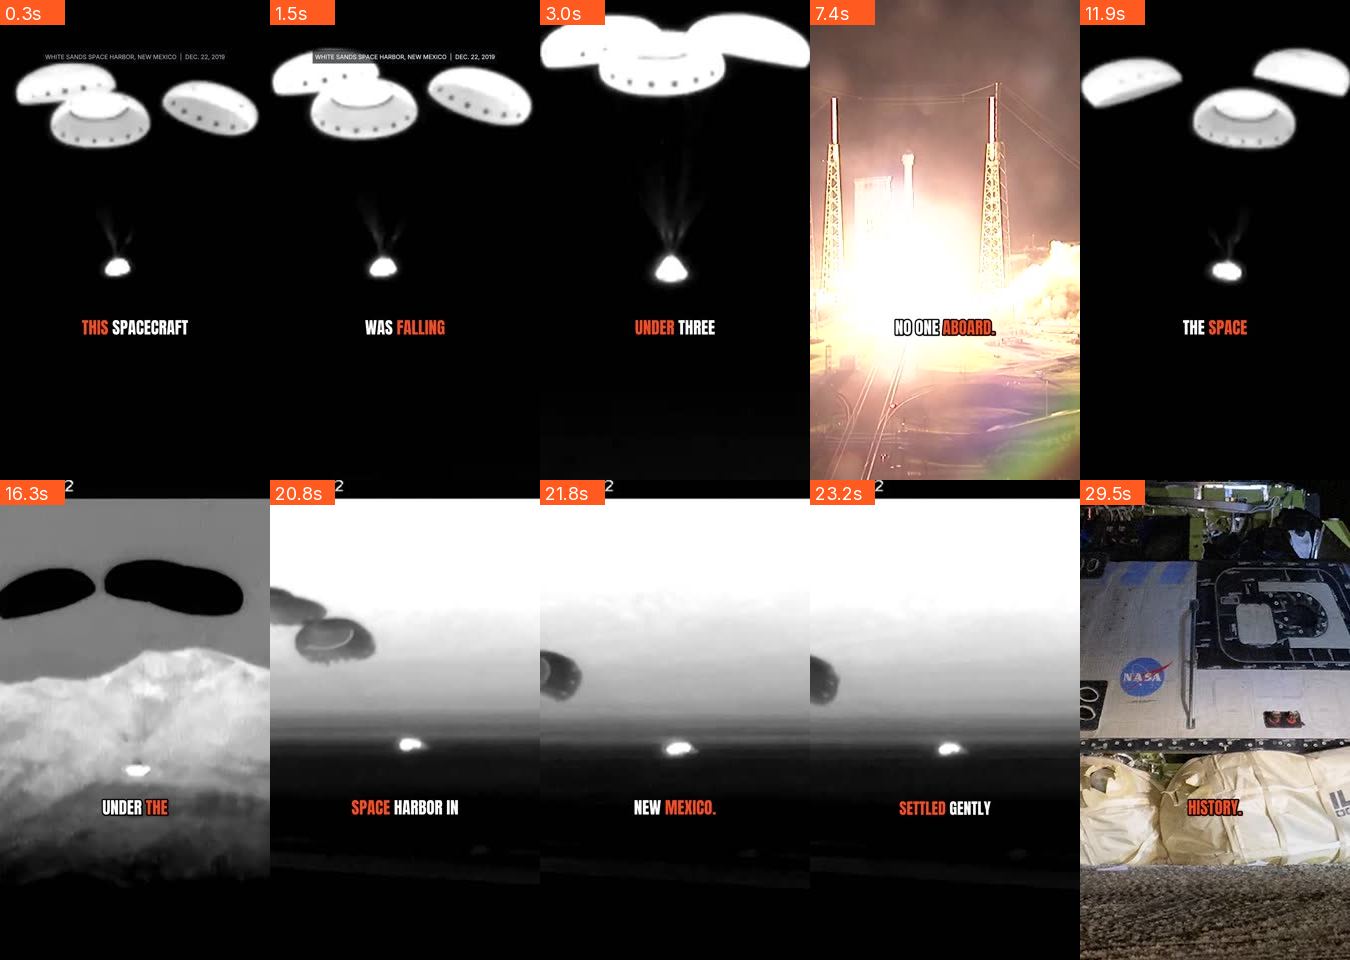 0.3s
WHITE SANDS SPACE HARBOR, NEW MEXICO | DEC. 22, 2019
THIS SPACECRAFT
1.5s
WHITE SANDS SPACE HARBOR, NEW MEXICO | DEC. 22, 2019
WAS FALLING
3.0s
UNDER THREE
7.4s
NO ONE ABOARD.
11.9s
THE SPACE
16.3s
2
UNDER THE
20.8s
2
SPACE HARBOR IN
21.8s
2
NEW MEXICO.
23.2s
2
SETTLED GENTLY
29.5s
NASA
HISTORY.